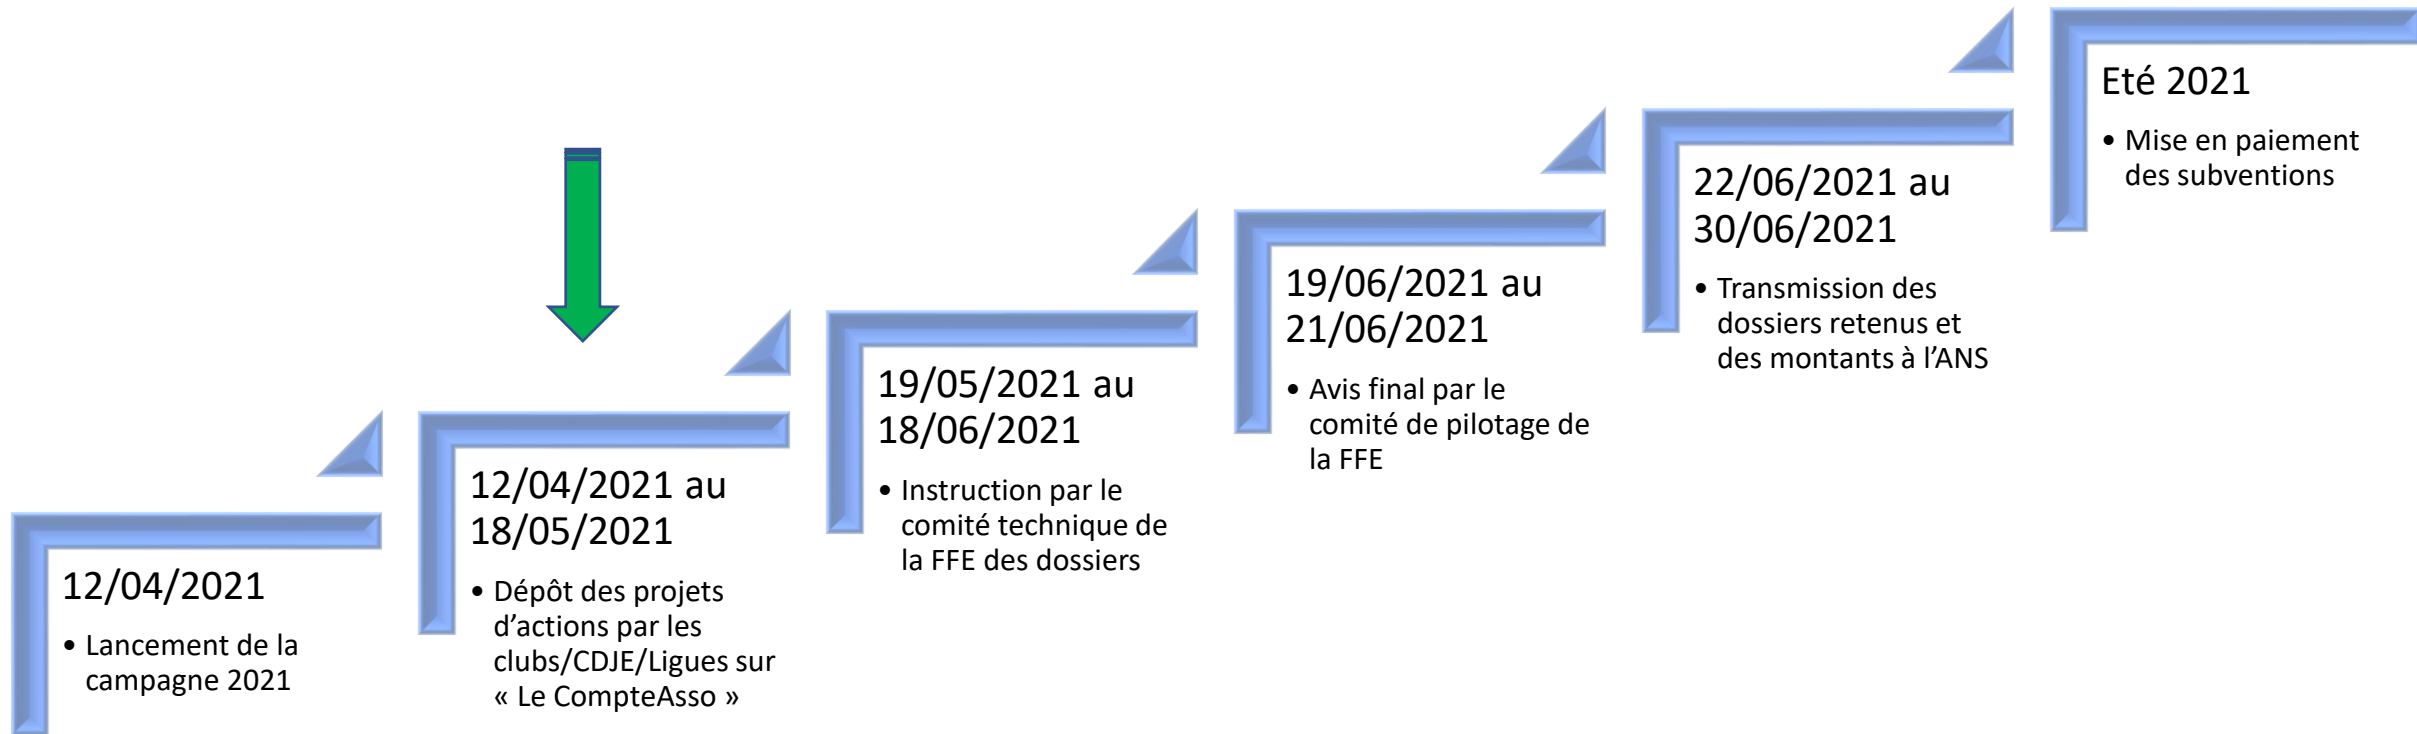 12/04/2021
• Lancement de la
campagne 2021
12/04/2021 au
18/05/2021
• Dépôt des projets
d’actions par les
clubs/CDJE/Ligues sur
« Le CompteAsso »
19/05/2021 au
18/06/2021
• Instruction par le
comité technique de
la FFE des dossiers
19/06/2021 au
21/06/2021
• Avis final par le
comité de pilotage de
la FFE
22/06/2021 au
30/06/2021
• Transmission des
dossiers retenus et
des montants à l’ANS
Eté 2021
• Mise en paiement
des subventions